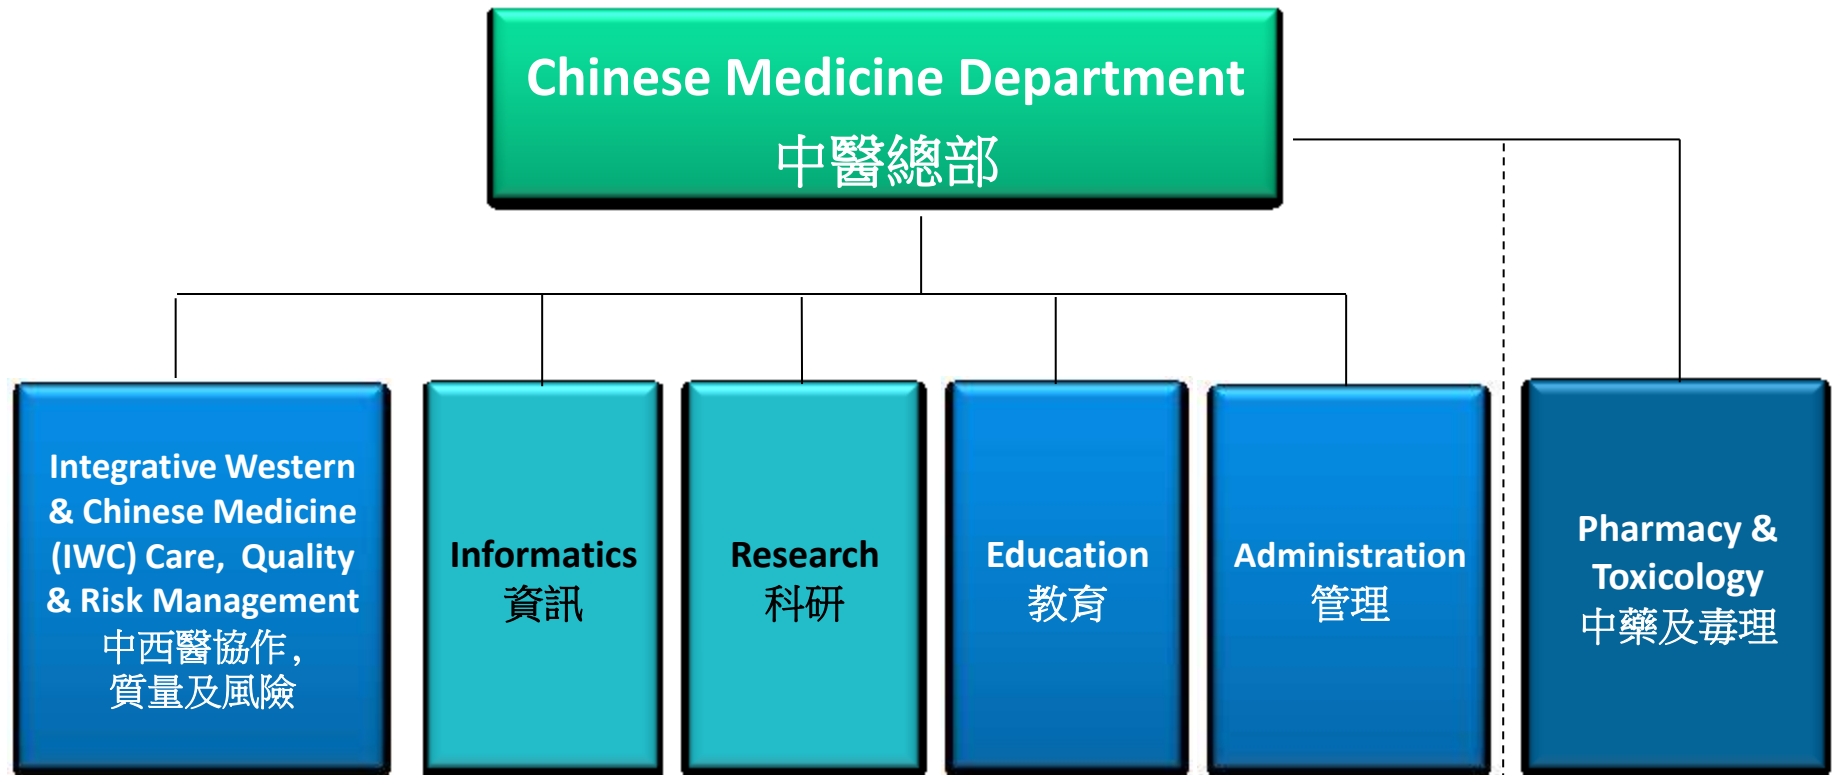 Chinese Medicine Department
中醫總部
Integrative Western
& Chinese Medicine
(IWC) Care, Quality
& Risk Management
中西醫協作,
質量及風險
Informatics
資訊
Research
科研
Education
教育
Administration
管理
Pharmacy &
Toxicology
中藥及毒理